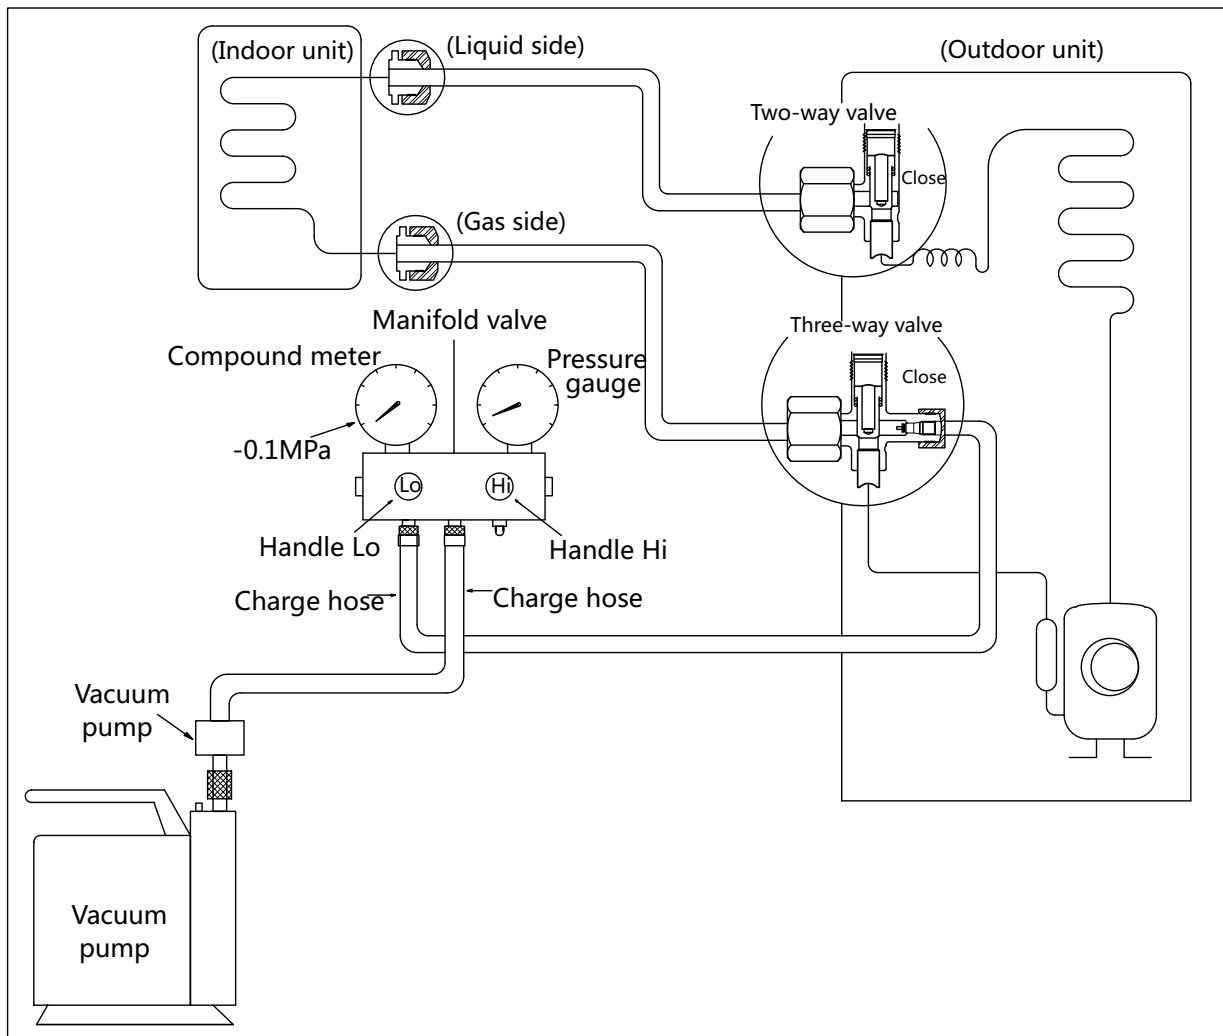 (Indoor unit)
(Liquid side)
(Outdoor unit)
Two-way valve
Close
(Gas side)
Manifold valve
Three-way valve
Compound meter
Pressure
gauge
Close
-0.1MPa
Lo
Hi
Handle Lo
Handle Hi
Charge hose
Charge hose
Vacuum
pump
Vacuum
pump